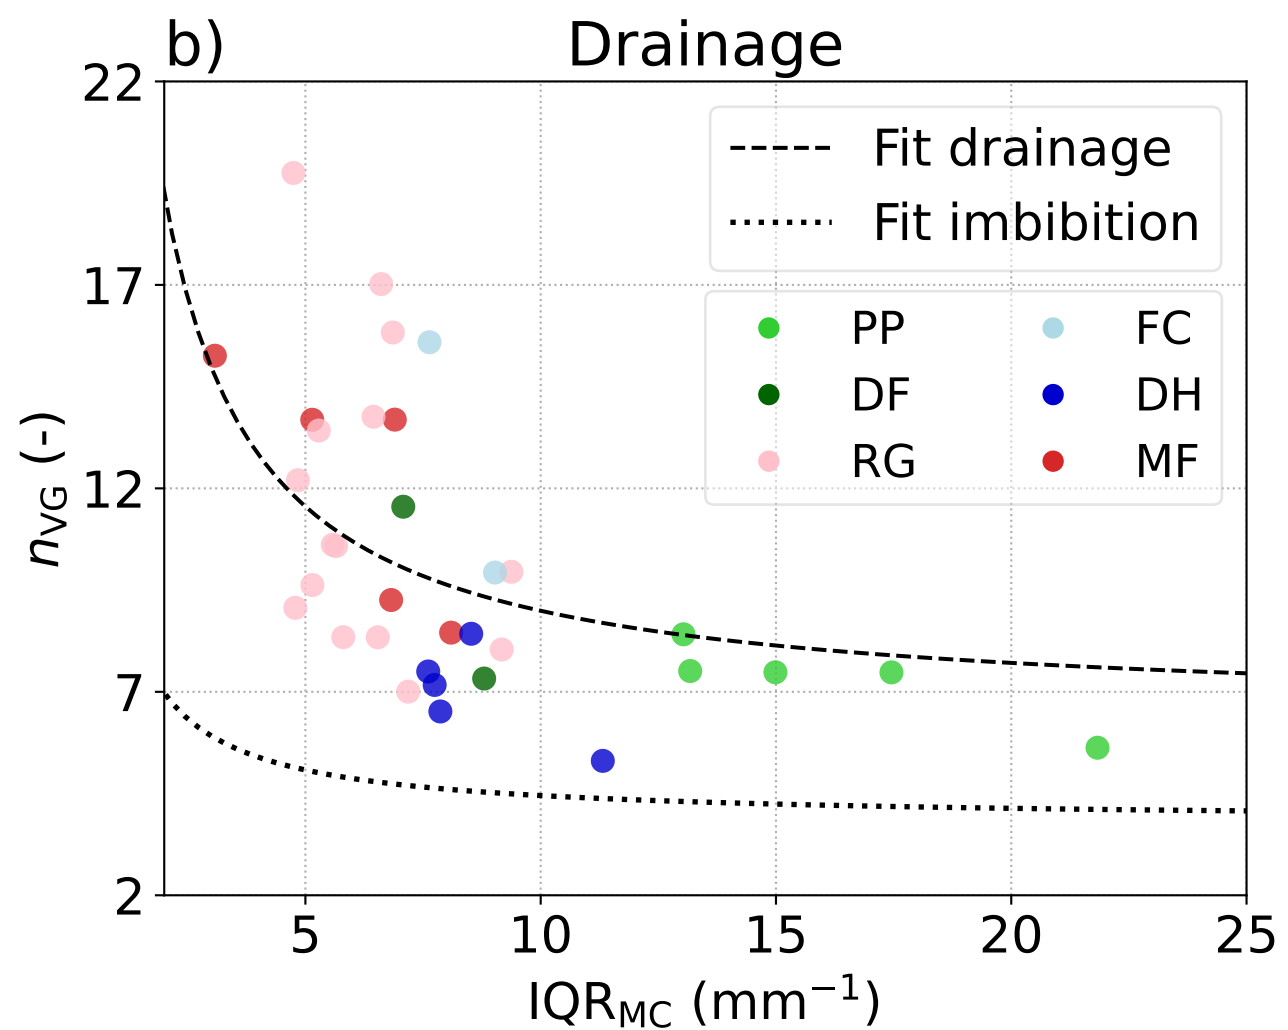 b) Drainage
22
17
12
7
2
n_VG (-)
Fit drainage
Fit imbibition
PP FC
DF DH
RG MF
5 10 15 20 25
IQR_MC (mm⁻¹)